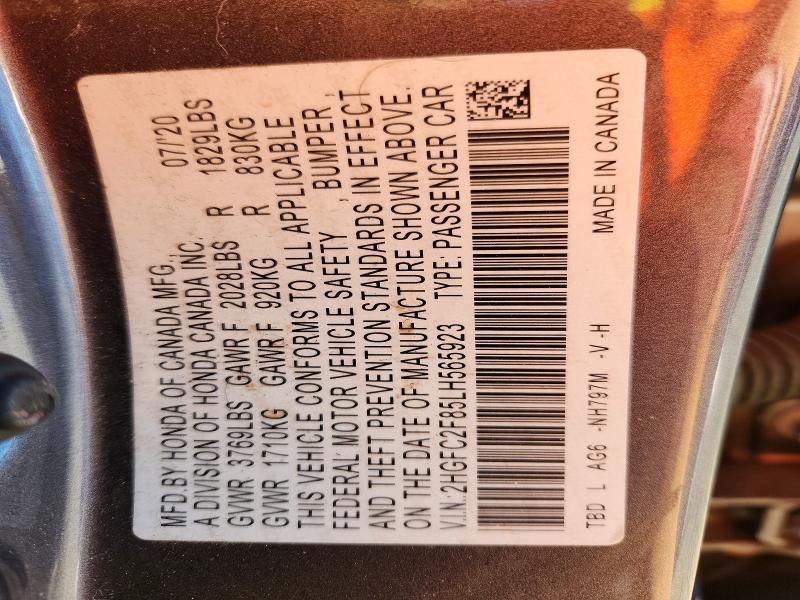 MFD.BY HONDA OF CANADA MFG., 07/'20
A DIVISION OF HONDA CANADA INC.
GVWR 3769LBS GAWR F 2028LBS R 1829LBS
GVWR 1710KG GAWR F 920KG R 830KG
THIS VEHICLE CONFORMS TO ALL APPLICABLE
FEDERAL MOTOR VEHICLE SAFETY , BUMPER ,
AND THEFT PREVENTION STANDARDS IN EFFECT
ON THE DATE OF MANUFACTURE SHOWN ABOVE.
V.I.N. 2HGFC2F85LH565923 TYPE: PASSENGER CAR
TBD L AG6 -NH797M -V -H MADE IN CANADA